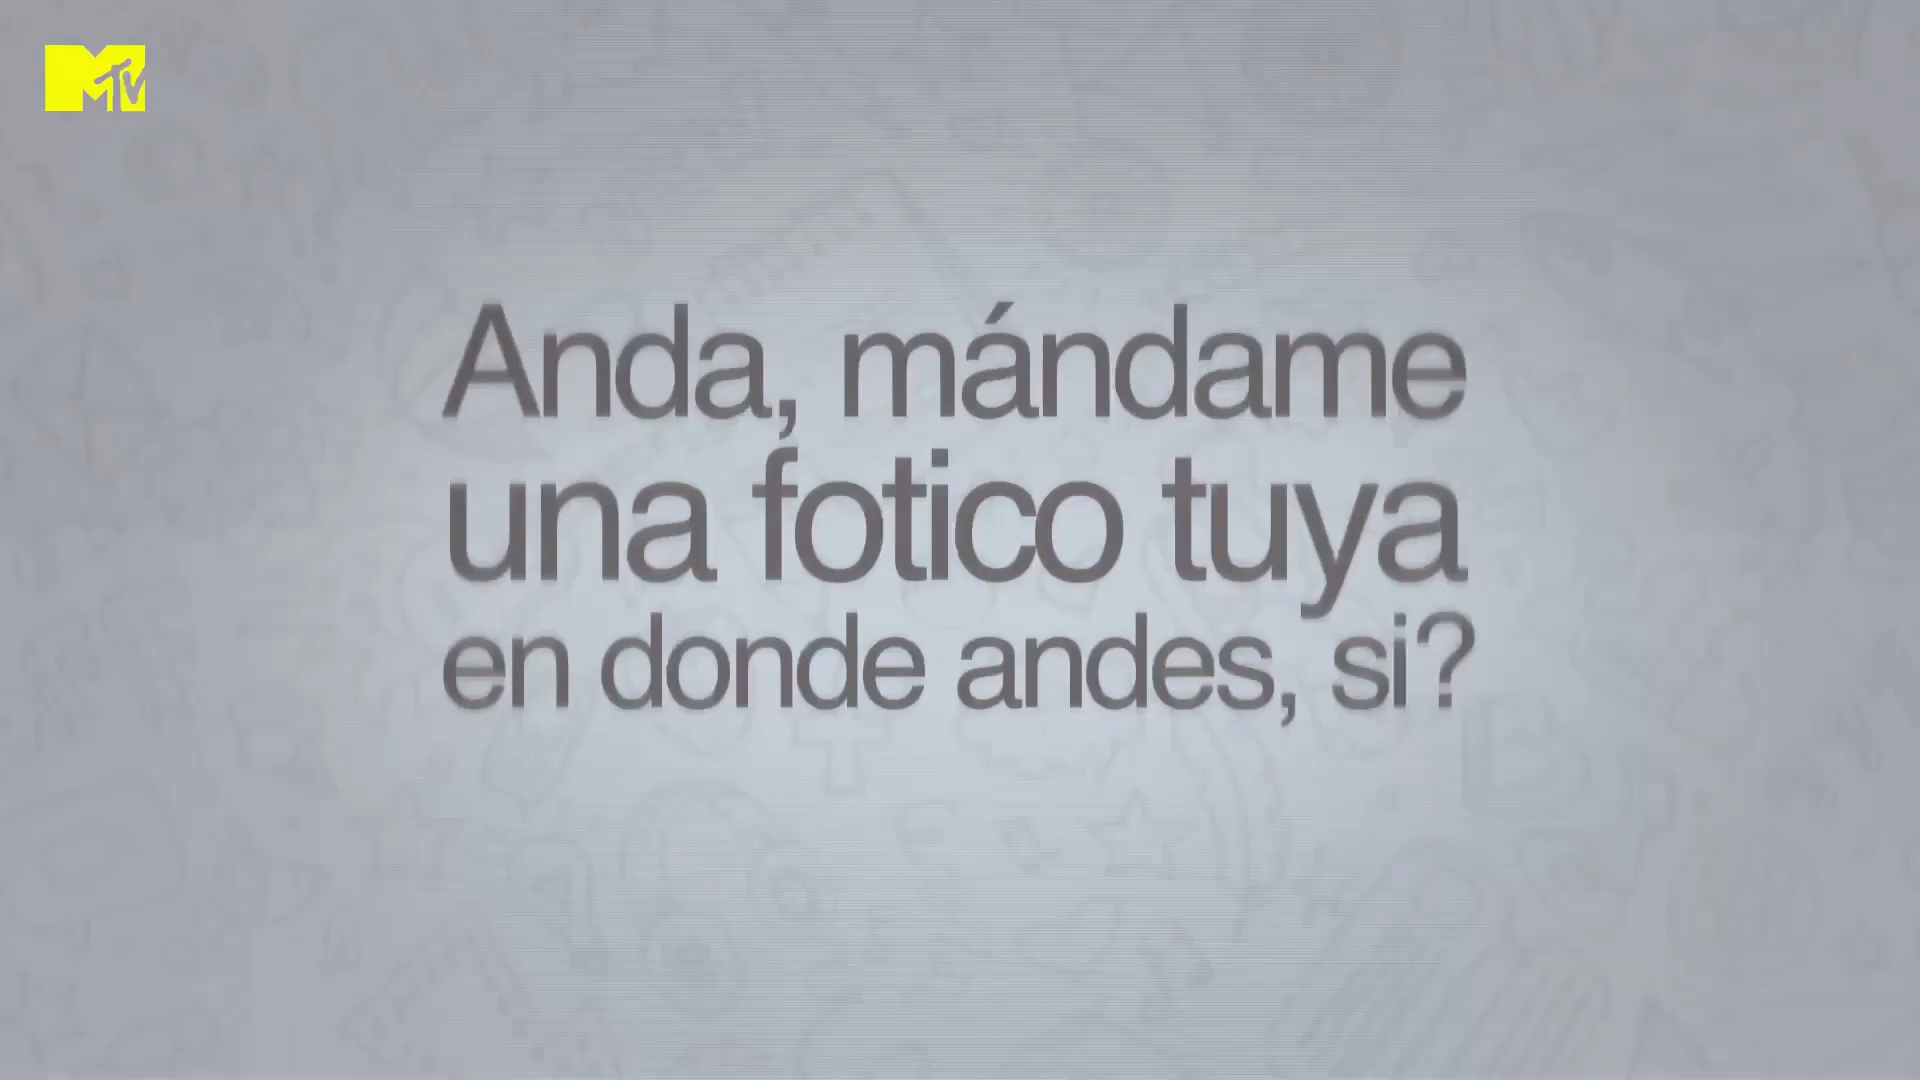 MTV
Anda, mándame
una fotico tuya
en donde andes, si?